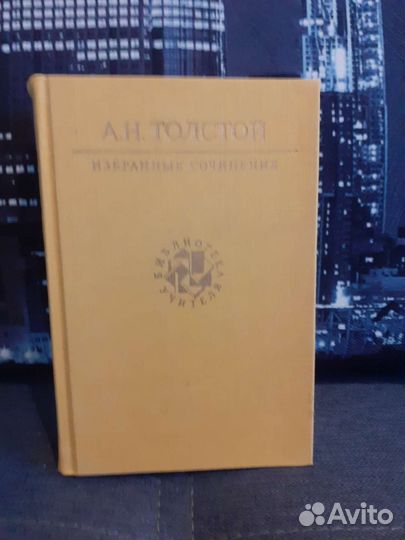 А.Н. ТОЛСТОЙ
ИЗБРАННЫЕ СОЧИНЕНИЯ
БИБЛИОТЕКА
УЧИТЕЛЯ
Avito